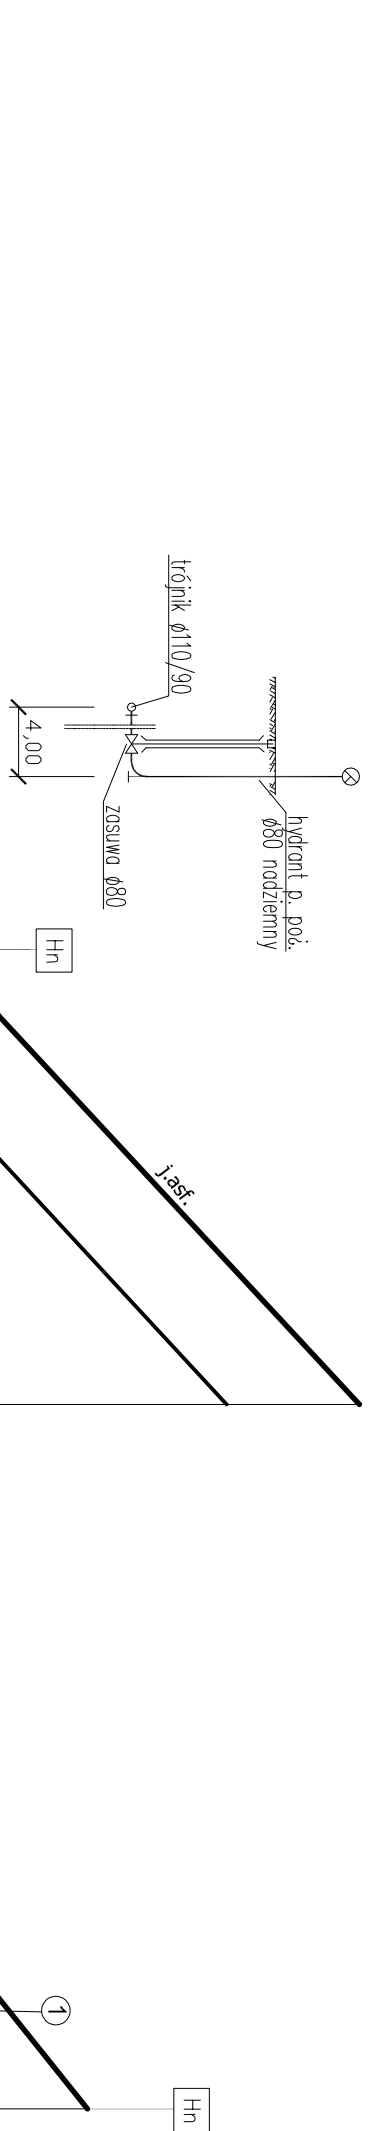 trójnik ø110/90
4,00
zasuwa ø80
hydrant p. poż.
ø80 nadziemny
Hn
j.asf.
1
Hn